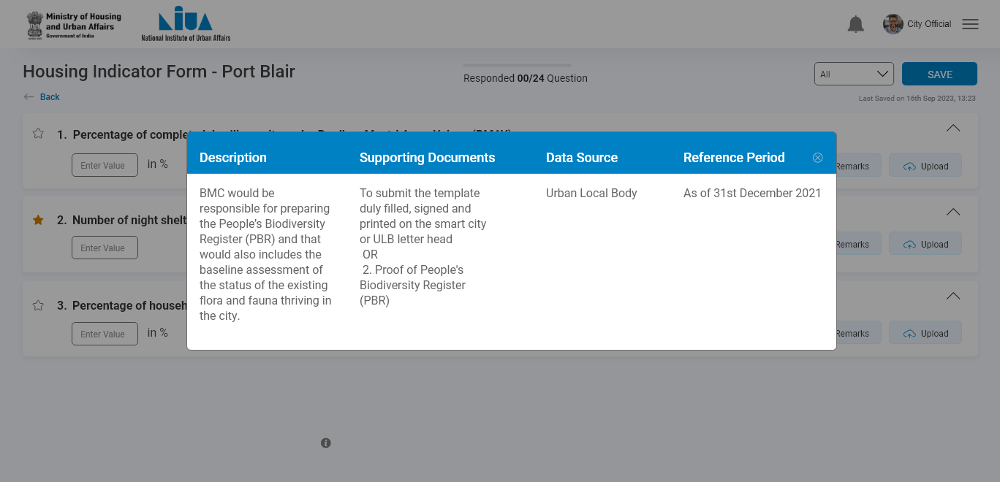 Ministry of Housing
and Urban Affairs
Government of India
NIUA
National Institute of Urban Affairs
City Official
Housing Indicator Form - Port Blair
Responded 00/24 Question
All
SAVE
Back
Last Saved on 16th Sep 2023, 13:23
1. Percentage of
Enter Value in %
Remarks Upload
Description Supporting Documents Data Source Reference Period
BMC would be
responsible for preparing
the People’s Biodiversity
Register (PBR) and that
would also includes the
baseline assessment of
the status of the existing
flora and fauna thriving in
the city.
To submit the template
duly filled, signed and
printed on the smart city
or ULB letter head
OR
2. Proof of People's
Biodiversity Register
(PBR)
Urban Local Body
As of 31st December 2021
2. Number of night shelt
Enter Value
Remarks Upload
3. Percentage of househ
Enter Value in %
Remarks Upload